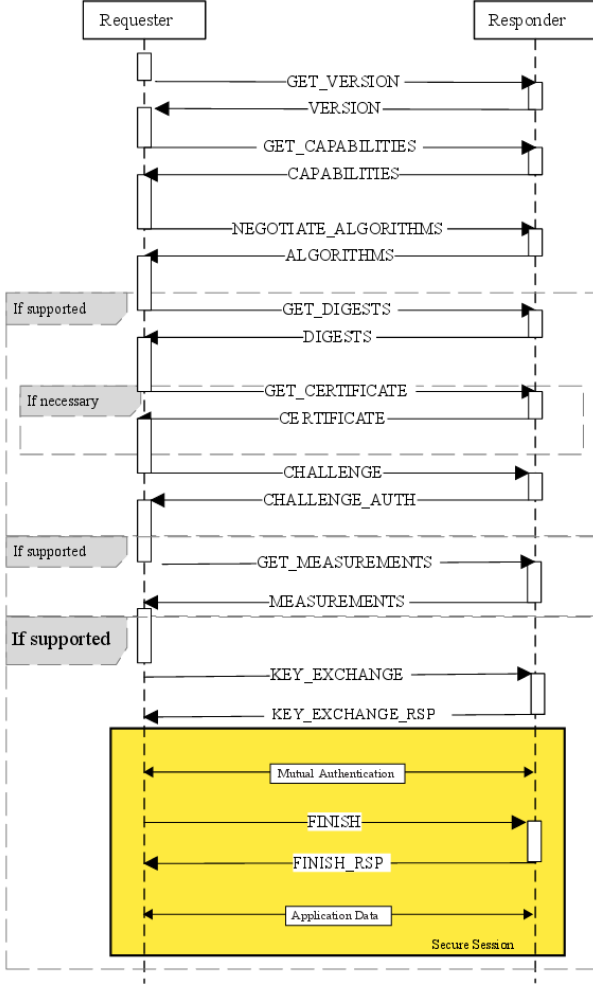 Requester
Responder
GET_VERSION
VERSION
GET_CAPABILITIES
CAPABILITIES
NEGOTIATE_ALGORITHMS
ALGORITHMS
If supported
GET_DIGESTS
DIGESTS
If necessary
GET_CERTIFICATE
CERTIFICATE
CHALLENGE
CHALLENGE_AUTH
If supported
GET_MEASUREMENTS
MEASUREMENTS
If supported
KEY_EXCHANGE
KEY_EXCHANGE_RSP
Mutual Authentication
FINISH
FINISH_RSP
Application Data
Secure Session